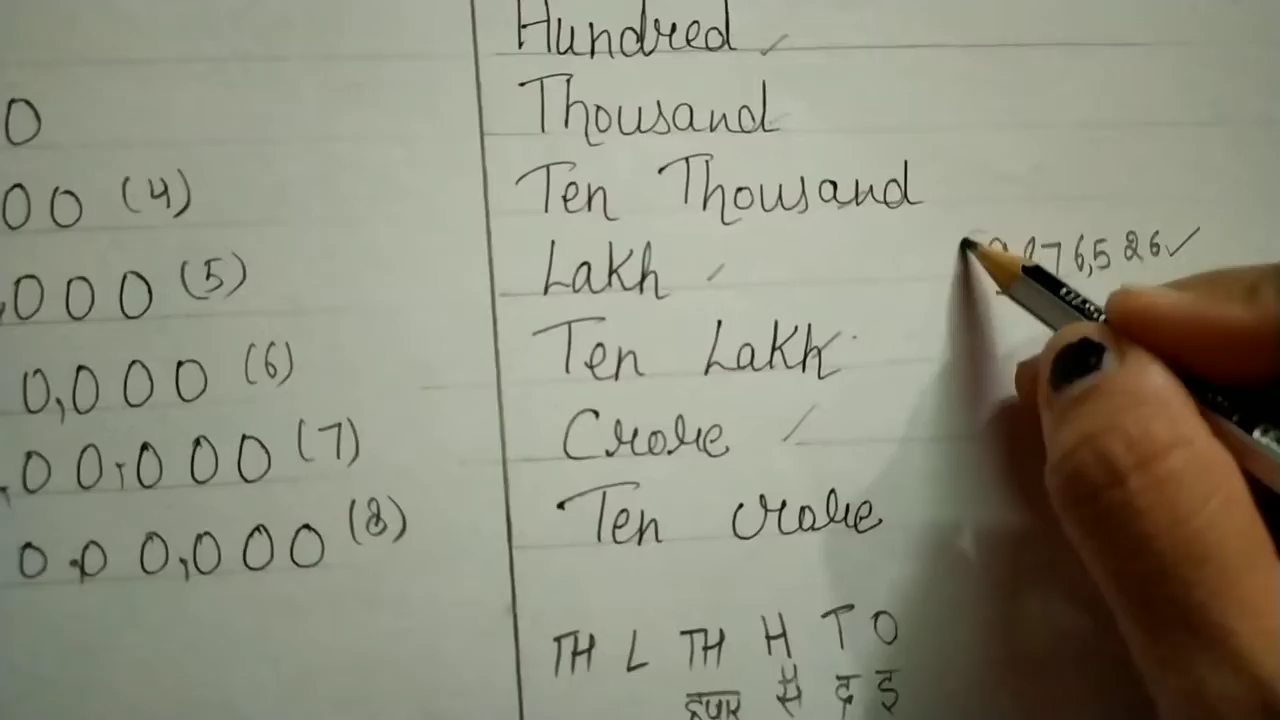 Hundred
0
Thousand
00 (4)
Ten Thousand
,000 (5)
Lakh
76,526
0,000 (6)
Ten Lakh
,00,000 (7)
Crore
0,00,000 (8)
Ten crore
TH L TH H T O
सै द इ